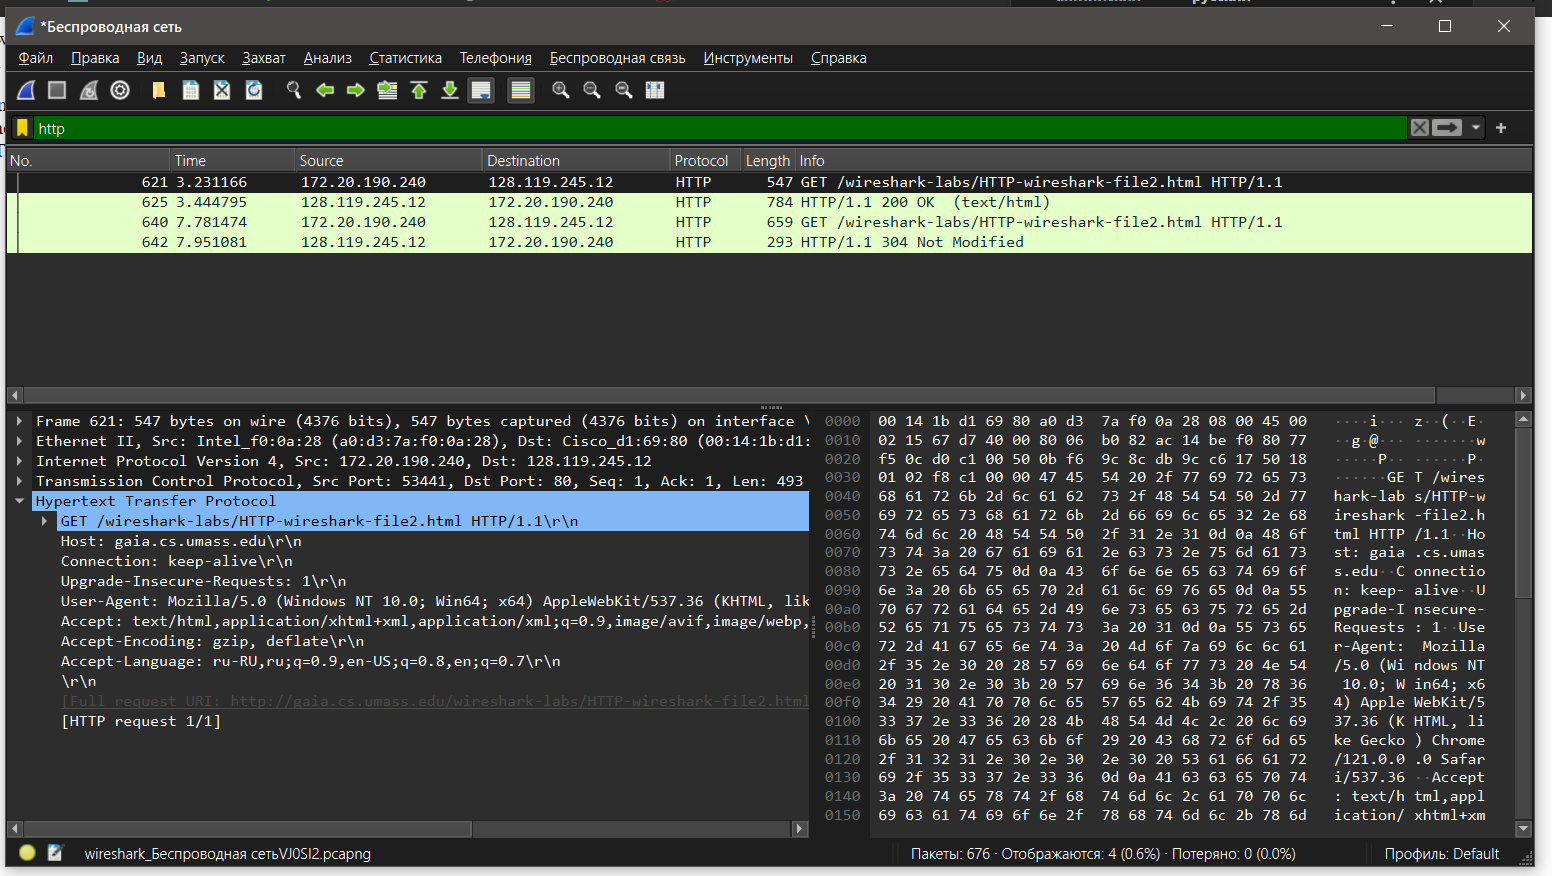 *Беспроводная сеть
Файл Правка Вид Запуск Захват Анализ Статистика Телефония Беспроводная связь Инструменты Справка
http
No. Time Source Destination Protocol Length Info
621 3.231166 172.20.190.240 128.119.245.12 HTTP 547 GET /wireshark-labs/HTTP-wireshark-file2.html HTTP/1.1
625 3.444795 128.119.245.12 172.20.190.240 HTTP 784 HTTP/1.1 200 OK (text/html)
640 7.781474 172.20.190.240 128.119.245.12 HTTP 659 GET /wireshark-labs/HTTP-wireshark-file2.html HTTP/1.1
642 7.951081 128.119.245.12 172.20.190.240 HTTP 293 HTTP/1.1 304 Not Modified
Frame 621: 547 bytes on wire (4376 bits), 547 bytes captured (4376 bits) on interface \
Ethernet II, Src: Intel_f0:0a:28 (a0:d3:7a:f0:0a:28), Dst: Cisco_d1:69:80 (00:14:1b:d1:
Internet Protocol Version 4, Src: 172.20.190.240, Dst: 128.119.245.12
Transmission Control Protocol, Src Port: 53441, Dst Port: 80, Seq: 1, Ack: 1, Len: 493
Hypertext Transfer Protocol
GET /wireshark-labs/HTTP-wireshark-file2.html HTTP/1.1\r\n
Host: gaia.cs.umass.edu\r\n
Connection: keep-alive\r\n
Upgrade-Insecure-Requests: 1\r\n
User-Agent: Mozilla/5.0 (Windows NT 10.0; Win64; x64) AppleWebKit/537.36 (KHTML, lik
Accept: text/html,application/xhtml+xml,application/xml;q=0.9,image/avif,image/webp,
Accept-Encoding: gzip, deflate\r\n
Accept-Language: ru-RU,ru;q=0.9,en-US;q=0.8,en;q=0.7\r\n
\r\n
[Full request URI: http://gaia.cs.umass.edu/wireshark-labs/HTTP-wireshark-file2.html
[HTTP request 1/1]
0000 00 14 1b d1 69 80 a0 d3 7a f0 0a 28 08 00 45 00 ····i··· z··(··E·
0010 02 15 67 d7 40 00 80 06 b0 82 ac 14 be f0 80 77 ··g·@··· ·······w
0020 f5 0c d0 c1 00 50 0b f6 9c 8c db 9c c6 17 50 18 ·····P·· ······P·
0030 01 02 f8 c1 00 00 47 45 54 20 2f 77 69 72 65 73 ······GE T /wires
0040 68 61 72 6b 2d 6c 61 62 73 2f 48 54 54 50 2d 77 hark-lab s/HTTP-w
0050 69 72 65 73 68 61 72 6b 2d 66 69 6c 65 32 2e 68 ireshark -file2.h
0060 74 6d 6c 20 48 54 54 50 2f 31 2e 31 0d 0a 48 6f tml HTTP /1.1··Ho
0070 73 74 3a 20 67 61 69 61 2e 63 73 2e 75 6d 61 73 st: gaia .cs.umas
0080 73 2e 65 64 75 0d 0a 43 6f 6e 6e 65 63 74 69 6f s.edu··C onnectio
0090 6e 3a 20 6b 65 65 70 2d 61 6c 69 76 65 0d 0a 55 n: keep- alive··U
00a0 70 67 72 61 64 65 2d 49 6e 73 65 63 75 72 65 2d pgrade-I nsecure-
00b0 52 65 71 75 65 73 74 73 3a 20 31 0d 0a 55 73 65 Requests : 1··Use
00c0 72 2d 41 67 65 6e 74 3a 20 4d 6f 7a 69 6c 6c 61 r-Agent: Mozilla
00d0 2f 35 2e 30 20 28 57 69 6e 64 6f 77 73 20 4e 54 /5.0 (Wi ndows NT
00e0 20 31 30 2e 30 3b 20 57 69 6e 36 34 3b 20 78 36 10.0; W in64; x6
00f0 34 29 20 41 70 70 6c 65 57 65 62 4b 69 74 2f 35 4) Apple WebKit/5
0100 33 37 2e 33 36 20 28 4b 48 54 4d 4c 2c 20 6c 69 37.36 (K HTML, li
0110 6b 65 20 47 65 63 6b 6f 29 20 43 68 72 6f 6d 65 ke Gecko ) Chrome
0120 2f 31 32 31 2e 30 2e 30 2e 30 20 53 61 66 61 72 /121.0.0 .0 Safar
0130 69 2f 35 33 37 2e 33 36 0d 0a 41 63 63 65 70 74 i/537.36 ··Accept
0140 3a 20 74 65 78 74 2f 68 74 6d 6c 2c 61 70 70 6c : text/h tml,appl
0150 69 63 61 74 69 6f 6e 2f 78 68 74 6d 6c 2b 78 6d ication/ xhtml+xm
wireshark_Беспроводная сетьVJ0SI2.pcapng Пакеты: 676 · Отображаются: 4 (0.6%) · Потеряно: 0 (0.0%) Профиль: Default